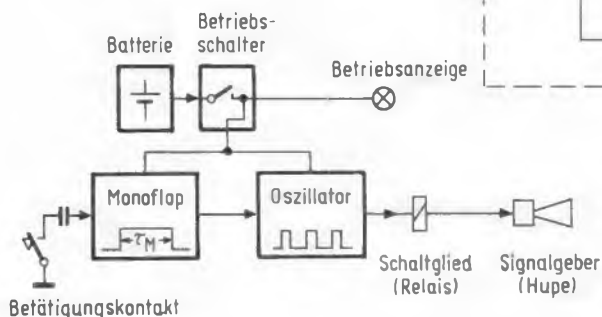 Betriebs-
schalter
Batterie
Betriebsanzeige
Monoflop
τM
Oszillator
Schaltglied
(Relais)
Signalgeber
(Hupe)
Betätigungskontakt